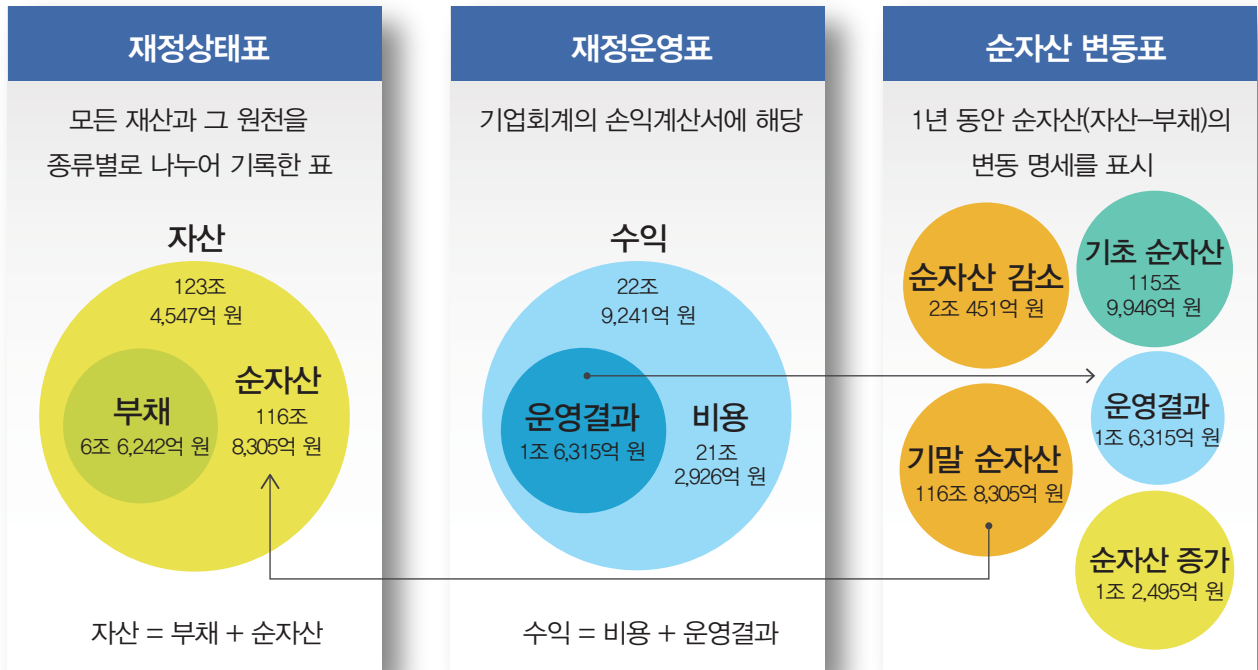 재정상태표
모든 재산과 그 원천을
종류별로 나누어 기록한 표
자산
123조
4,547억 원
부채
6조 6,242억 원
순자산
116조
8,305억 원
자산 = 부채 + 순자산
재정운영표
기업회계의 손익계산서에 해당
수익
22조
9,241억 원
운영결과
1조 6,315억 원
비용
21조
2,926억 원
수익 = 비용 + 운영결과
순자산 변동표
1년 동안 순자산(자산–부채)의
변동 명세를 표시
순자산 감소
2조 451억 원
기초 순자산
115조
9,946억 원
운영결과
1조 6,315억 원
기말 순자산
116조 8,305억 원
순자산 증가
1조 2,495억 원